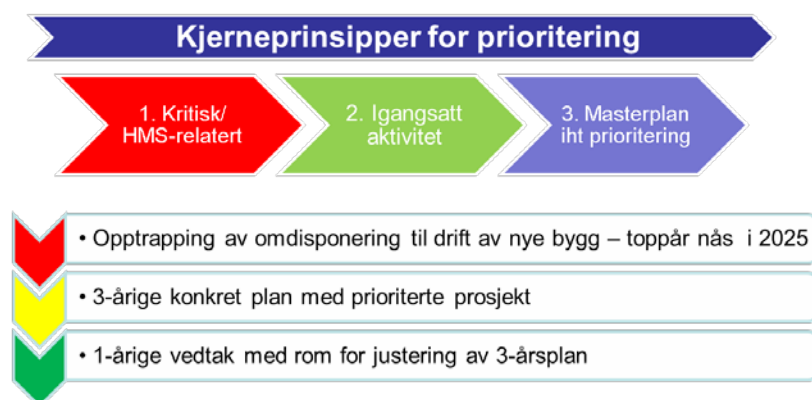 Kjerneprinsipper for prioritering
1. Kritisk/
HMS-relatert
2. Igangsatt
aktivitet
3. Masterplan
iht prioritering
• Opptrapping av omdisponering til drift av nye bygg – toppår nås i 2025
• 3-årige konkret plan med prioriterte prosjekt
• 1-årige vedtak med rom for justering av 3-årsplan